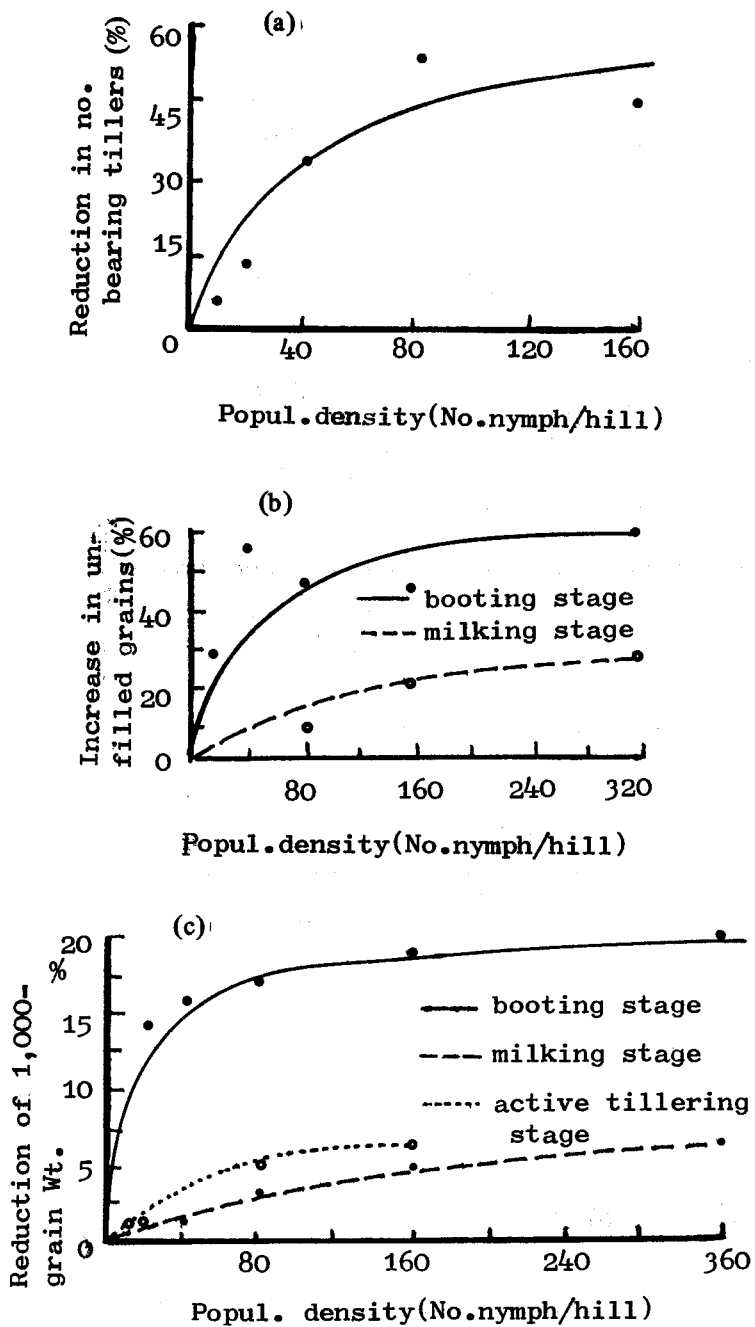 (a)
Reduction in no.
bearing tillers (%)
60
45
30
15
0
40
80
120
160
Popul.density(No.nymph/hill)
(b)
Increase in un-
filled grains(%)
60
40
20
0
booting stage
milking stage
80
160
240
320
Popul.density(No.nymph/hill)
(c)
Reduction of 1,000-
grain Wt.
%
20
15
10
5
0
booting stage
milking stage
active tillering
stage
80
160
240
360
Popul. density(No.nymph/hill)